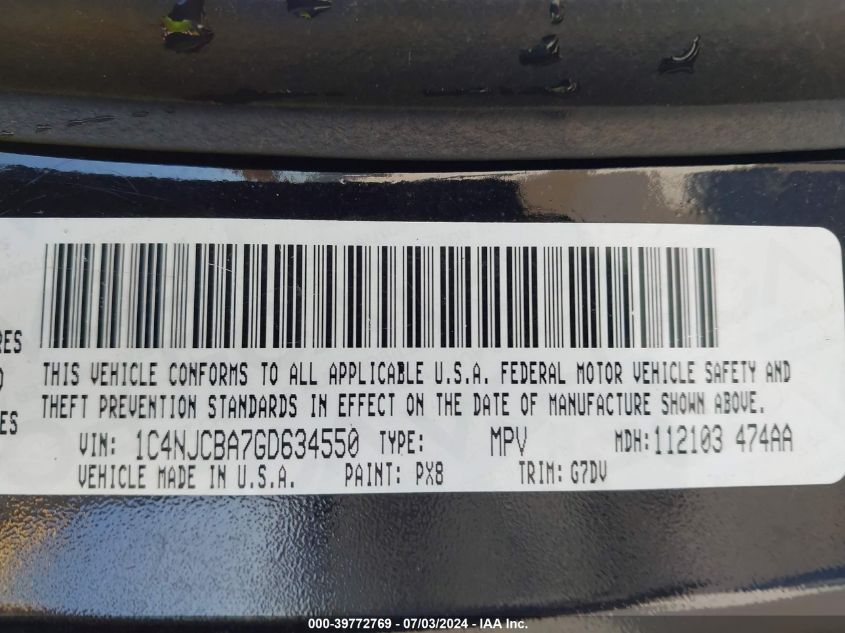 RES
THIS VEHICLE CONFORMS TO ALL APPLICABLE U.S.A. FEDERAL MOTOR VEHICLE SAFETY AND
THEFT PREVENTION STANDARDS IN EFFECT ON THE DATE OF MANUFACTURE SHOWN ABOVE.
ES
VIN: 1C4NJCBA7GD634550 TYPE: MPV MDH: 112103 474AA
VEHICLE MADE IN U.S.A. PAINT: PX8 TRIM: G7DV
000-39772769 - 07/03/2024 - IAA Inc.